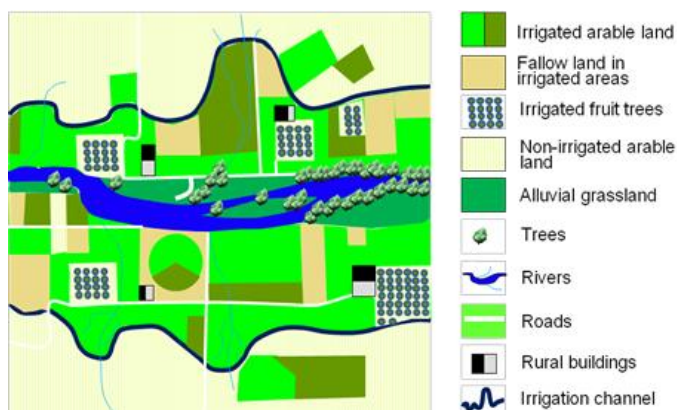 Irrigated arable land
Fallow land in
irrigated areas
Irrigated fruit trees
Non-irrigated arable
land
Alluvial grassland
Trees
Rivers
Roads
Rural buildings
Irrigation channel